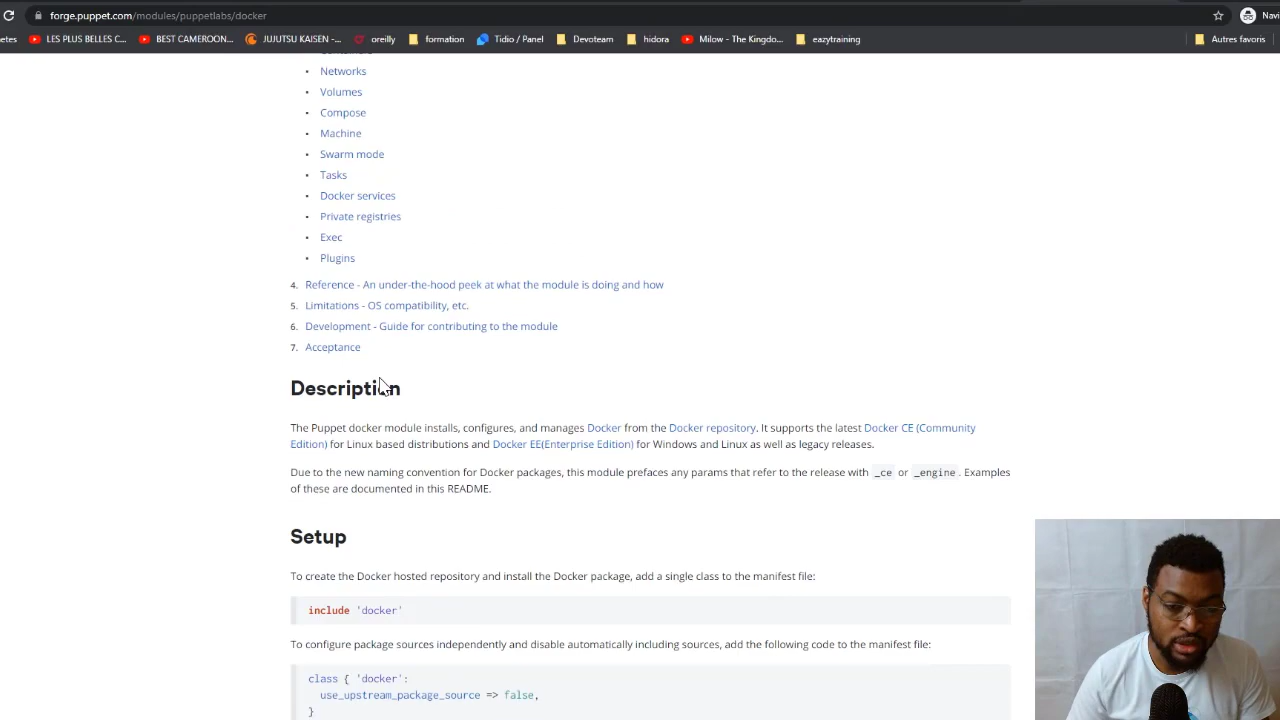 forge.puppet.com/modules/puppetlabs/docker
Navi
etes
LES PLUS BELLES C...
BEST CAMEROON...
JUJUTSU KAISEN -...
oreilly
formation
Tidio / Panel
Devoteam
hidora
Milow - The Kingdo...
eazytraining
Autres favoris
• Networks
• Volumes
• Compose
• Machine
• Swarm mode
• Tasks
• Docker services
• Private registries
• Exec
• Plugins
4. Reference - An under-the-hood peek at what the module is doing and how
5. Limitations - OS compatibility, etc.
6. Development - Guide for contributing to the module
7. Acceptance
Description
The Puppet docker module installs, configures, and manages Docker from the Docker repository. It supports the latest Docker CE (Community
Edition) for Linux based distributions and Docker EE(Enterprise Edition) for Windows and Linux as well as legacy releases.
Due to the new naming convention for Docker packages, this module prefaces any params that refer to the release with _ce or _engine. Examples
of these are documented in this README.
Setup
To create the Docker hosted repository and install the Docker package, add a single class to the manifest file:
include 'docker'
To configure package sources independently and disable automatically including sources, add the following code to the manifest file:
class { 'docker':
use_upstream_package_source => false,
}